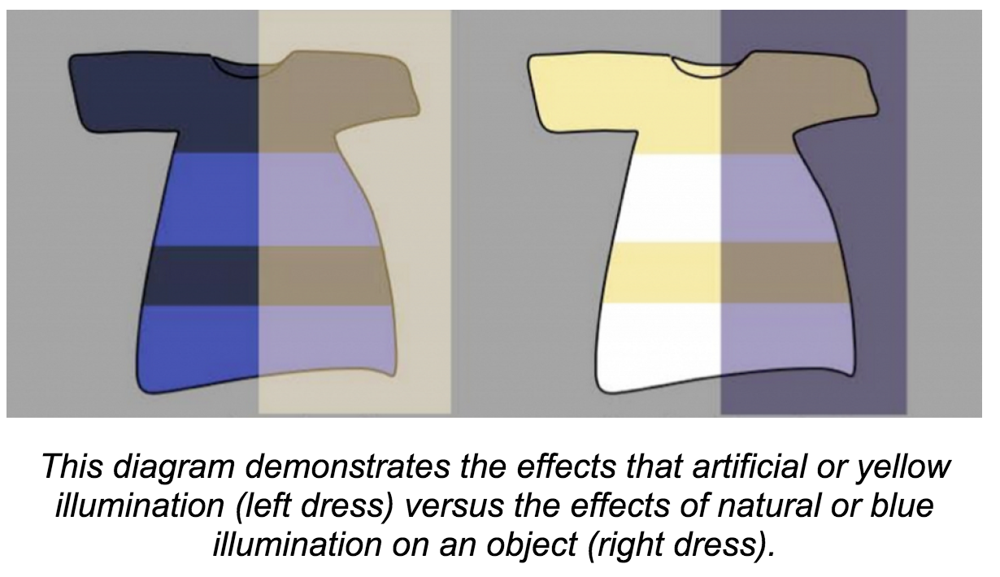 This diagram demonstrates the effects that artificial or yellow
illumination (left dress) versus the effects of natural or blue
illumination on an object (right dress).